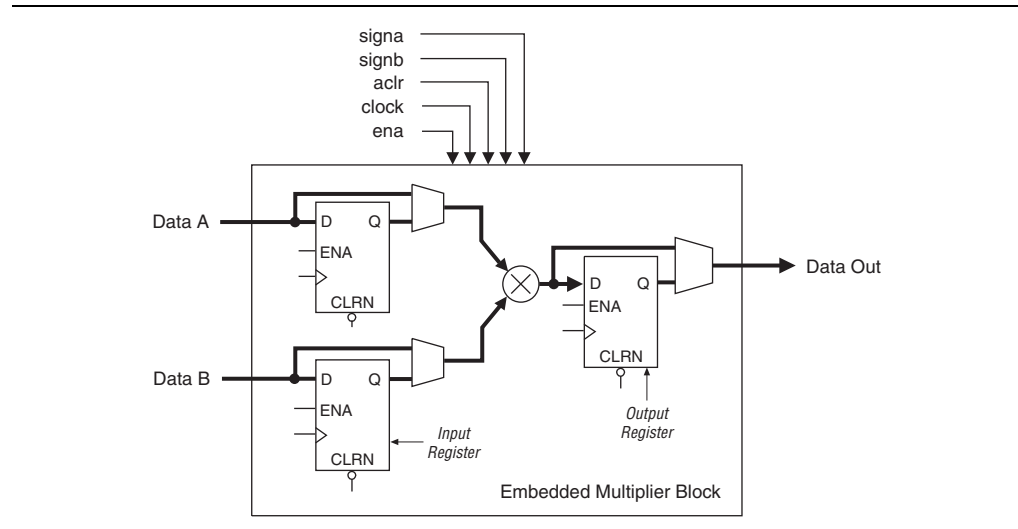 signa
signb
aclr
clock
ena
Data A
D Q
ENA
CLRN
Data B
D Q
ENA
CLRN
Input
Register
D Q
ENA
CLRN
Output
Register
Data Out
Embedded Multiplier Block